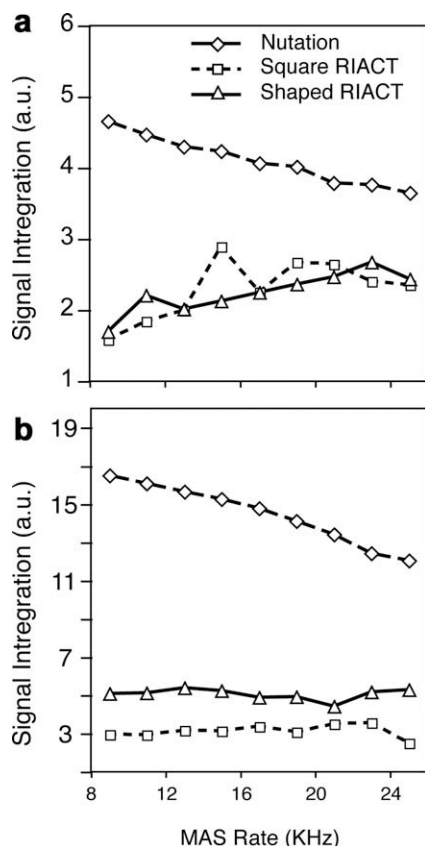 a
6
5
4
3
2
1
Signal Intregration (a.u.)
Nutation
Square RIACT
Shaped RIACT
b
19
15
11
7
3
Signal Intregration (a.u.)
8 12 16 20 24
MAS Rate (KHz)